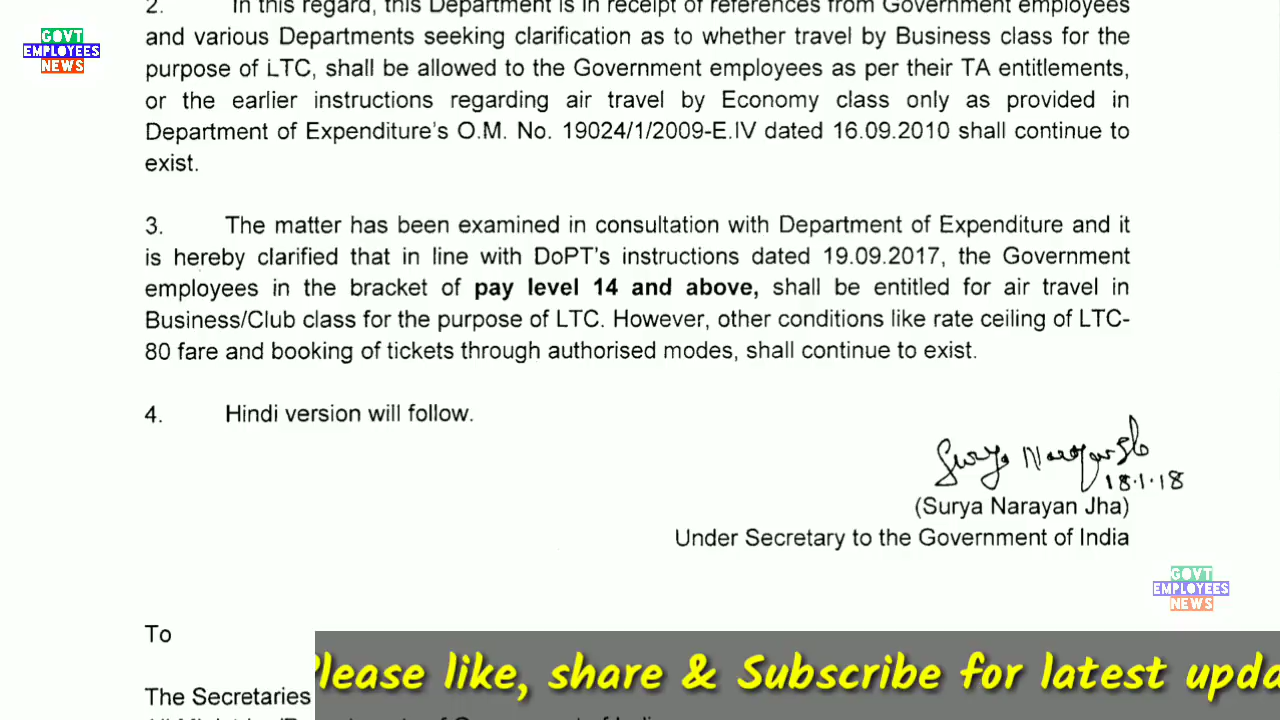 2. In this regard, this Department is in receipt of references from Government employees
and various Departments seeking clarification as to whether travel by Business class for the
purpose of LTC, shall be allowed to the Government employees as per their TA entitlements,
or the earlier instructions regarding air travel by Economy class only as provided in
Department of Expenditure's O.M. No. 19024/1/2009-E.IV dated 16.09.2010 shall continue to
exist.
3. The matter has been examined in consultation with Department of Expenditure and it
is hereby clarified that in line with DoPT's instructions dated 19.09.2017, the Government
employees in the bracket of pay level 14 and above, shall be entitled for air travel in
Business/Club class for the purpose of LTC. However, other conditions like rate ceiling of LTC-
80 fare and booking of tickets through authorised modes, shall continue to exist.
4. Hindi version will follow.
Surya Narayan Jha
18.1.18
(Surya Narayan Jha)
Under Secretary to the Government of India
To
The Secretaries
GOVT
EMPLOYEES
NEWS
GOVT
EMPLOYEES
NEWS
Please like, share & Subscribe for latest upda